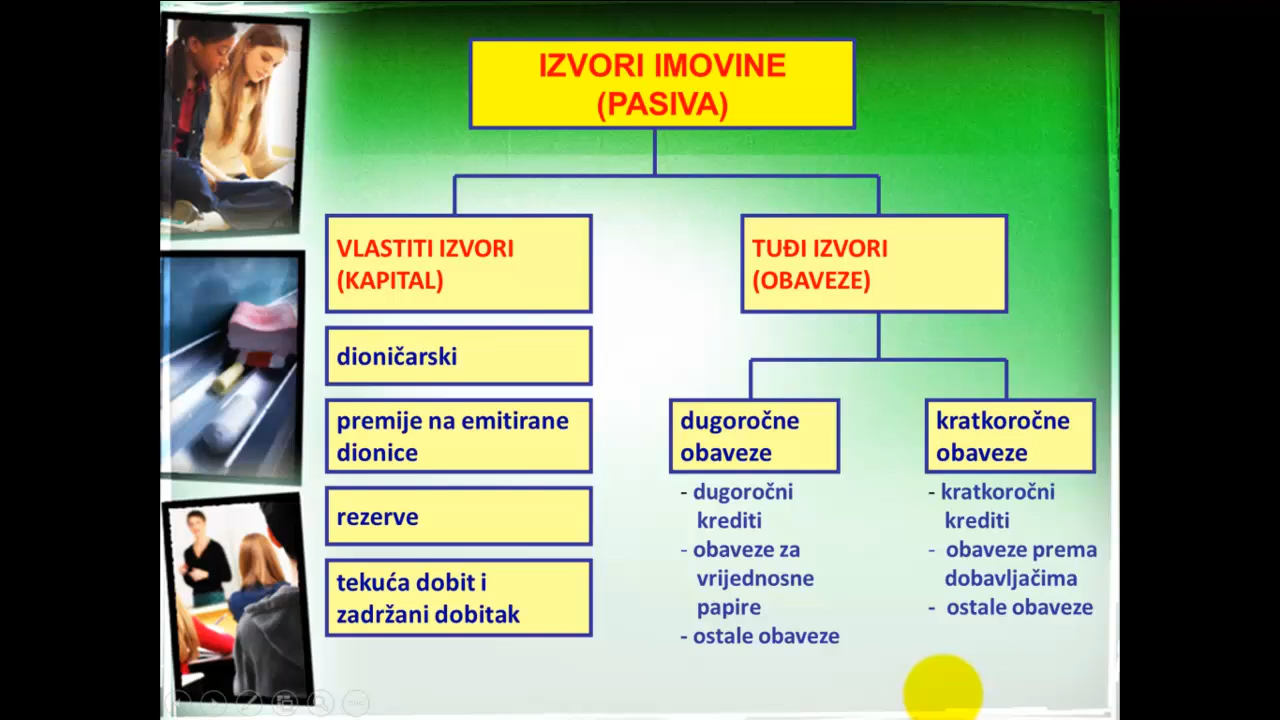 IZVORI IMOVINE
(PASIVA)
VLASTITI IZVORI
(KAPITAL)
dioničarski
premije na emitirane
dionice
rezerve
tekuća dobit i
zadržani dobitak
TUĐI IZVORI
(OBAVEZE)
dugoročne
obaveze
- dugoročni
krediti
- obaveze za
vrijednosne
papire
- ostale obaveze
kratkoročne
obaveze
- kratkoročni
krediti
- obaveze prema
dobavljačima
- ostale obaveze